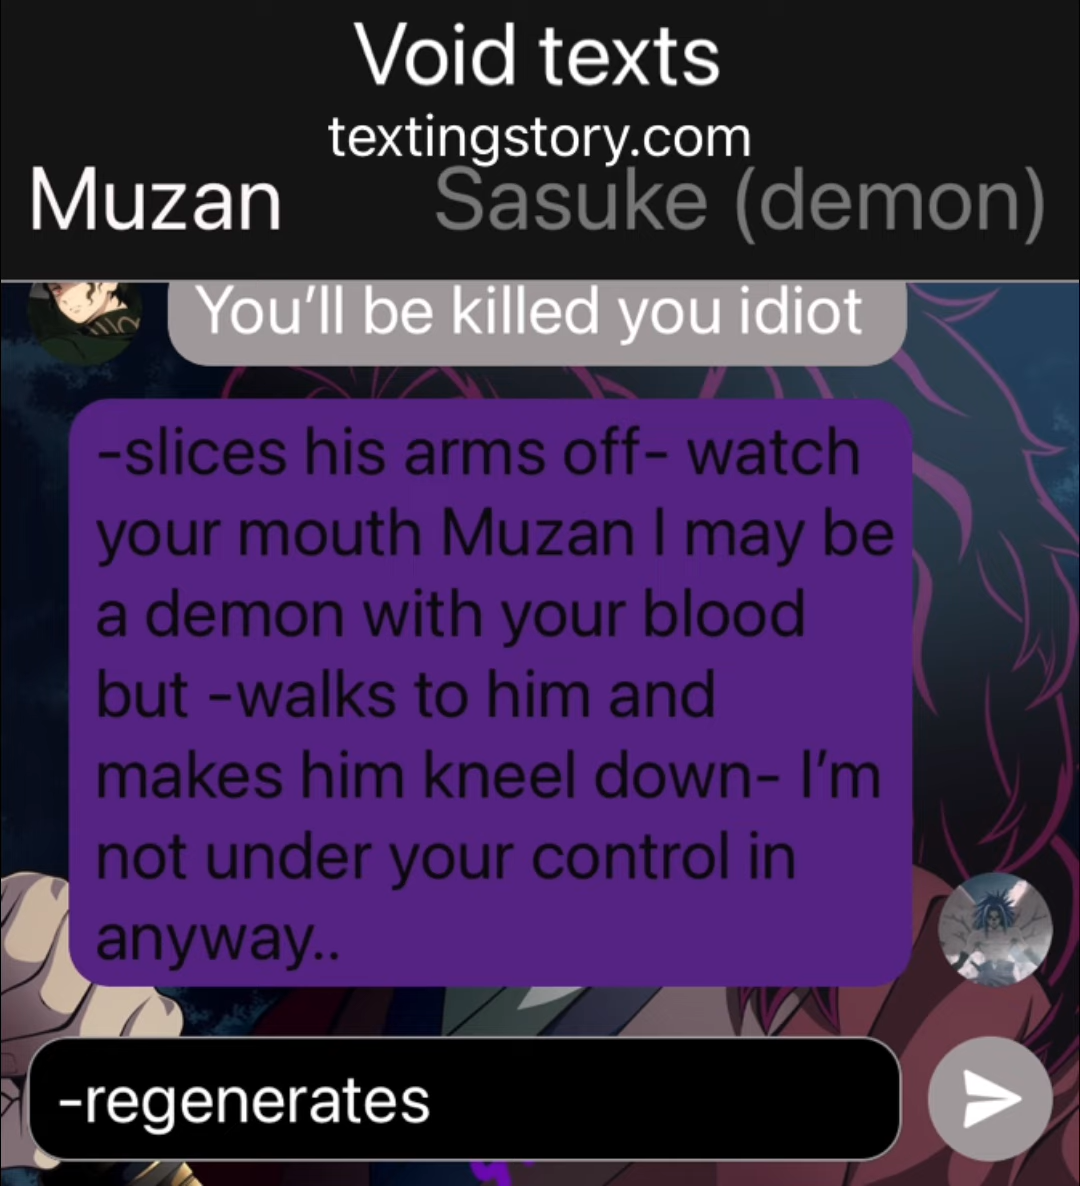 Void texts
textingstory.com
Muzan Sasuke (demon)
You’ll be killed you idiot
-slices his arms off- watch
your mouth Muzan I may be
a demon with your blood
but -walks to him and
makes him kneel down- I’m
not under your control in
anyway..
-regenerates